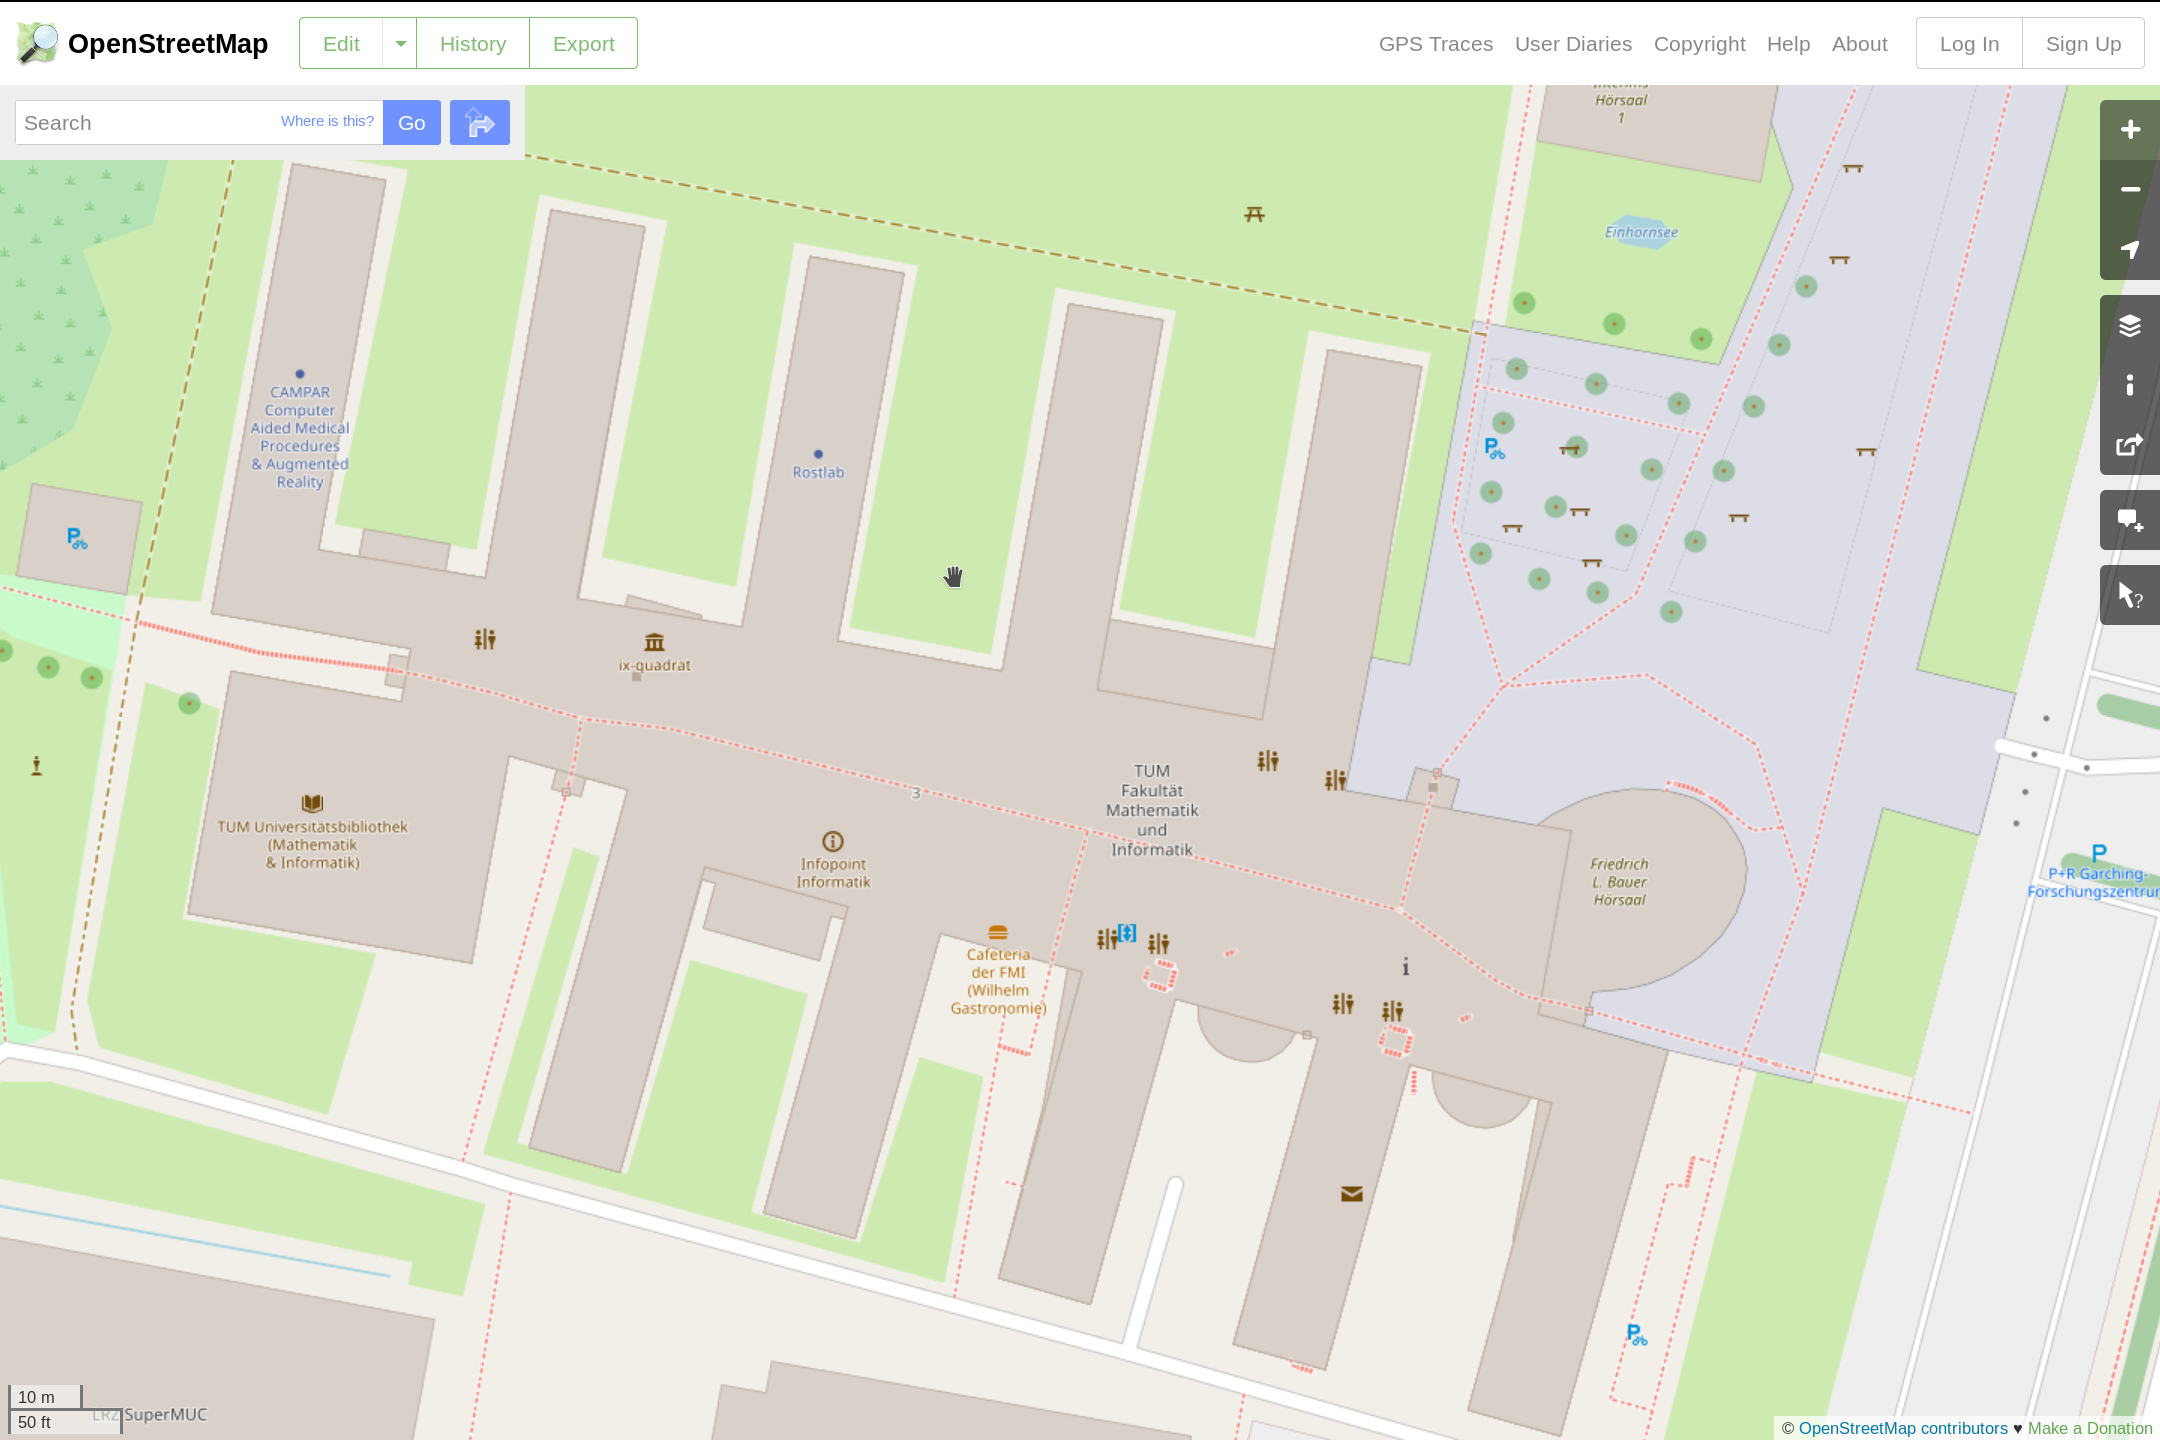 OpenStreetMap
Edit
History
Export
GPS Traces
User Diaries
Copyright
Help
About
Log In
Sign Up
Search
Where is this?
Go
Hörsaal
1
Einhornsee
CAMPAR
Computer
Aided Medical
Procedures
& Augmented
Reality
Rostlab
P
P
ix-quadrat
TUM
Fakultät
Mathematik
und
Informatik
3
TUM Universitätsbibliothek
(Mathematik
& Informatik)
Infopoint
Informatik
Friedrich
L. Bauer
Hörsaal
P
P+R Garching-
Forschungszentrum
Cafeteria
der FMI
(Wilhelm
Gastronomie)
P
LRZ SuperMUC
10 m
50 ft
© OpenStreetMap contributors ♥ Make a Donation